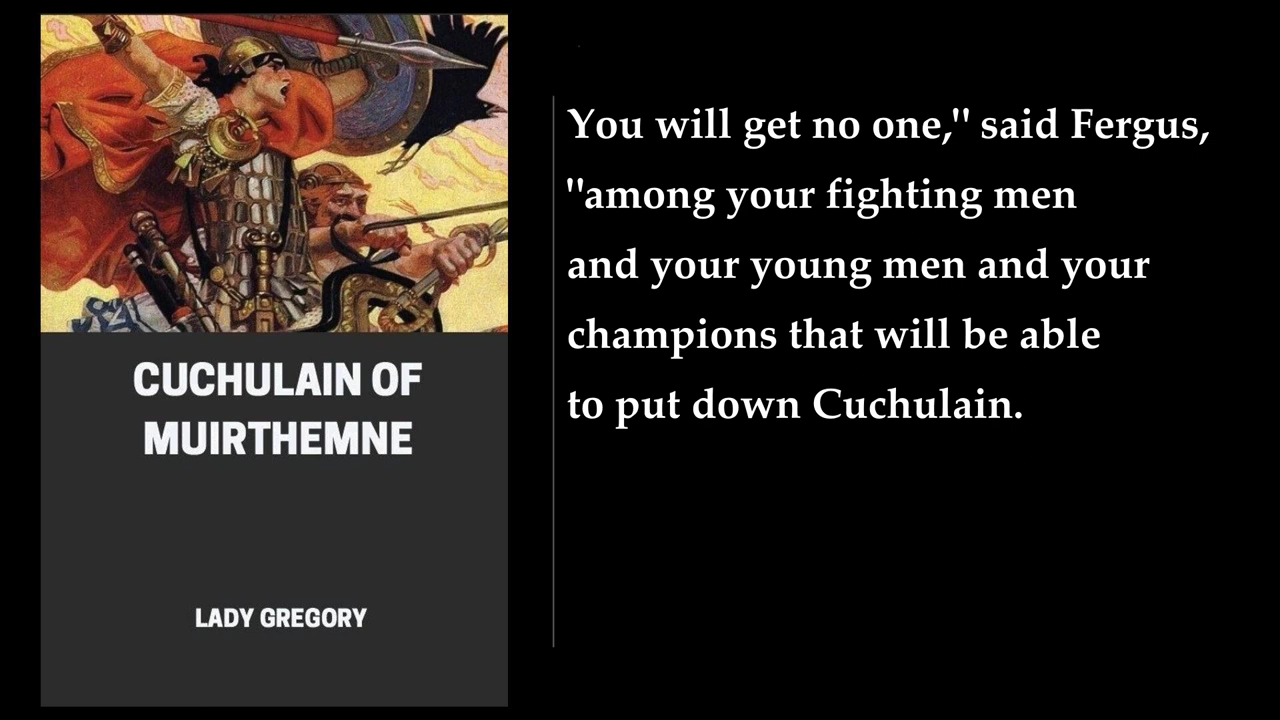 CUCHULAIN OF
MUIRTHEMNE
LADY GREGORY
You will get no one," said Fergus,
"among your fighting men
and your young men and your
champions that will be able
to put down Cuchulain.